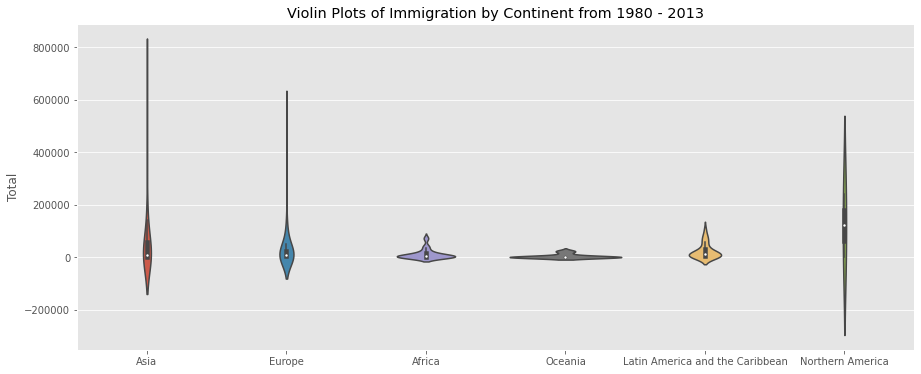 Violin Plots of Immigration by Continent from 1980 - 2013
Total
800000
600000
400000
200000
0
−200000
Asia
Europe
Africa
Oceania
Latin America and the Caribbean
Northern America